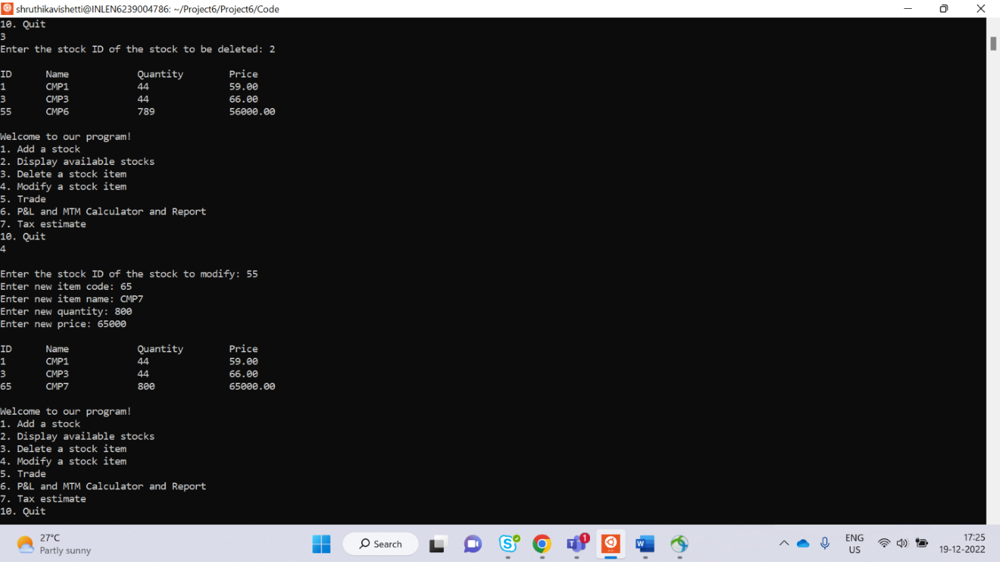 shruthikavishetti@INLEN6239004786: ~/Project6/Project6/Code
10. Quit
3
Enter the stock ID of the stock to be deleted: 2
ID Name Quantity Price
1 CMP1 44 59.00
3 CMP3 44 66.00
55 CMP6 789 56000.00
Welcome to our program!
1. Add a stock
2. Display available stocks
3. Delete a stock item
4. Modify a stock item
5. Trade
6. P&L and MTM Calculator and Report
7. Tax estimate
10. Quit
4
Enter the stock ID of the stock to modify: 55
Enter new item code: 65
Enter new item name: CMP7
Enter new quantity: 800
Enter new price: 65000
ID Name Quantity Price
1 CMP1 44 59.00
3 CMP3 44 66.00
65 CMP7 800 65000.00
Welcome to our program!
1. Add a stock
2. Display available stocks
3. Delete a stock item
4. Modify a stock item
5. Trade
6. P&L and MTM Calculator and Report
7. Tax estimate
10. Quit
27°C
Partly sunny
Search
1
ENG
US
17:25
19-12-2022